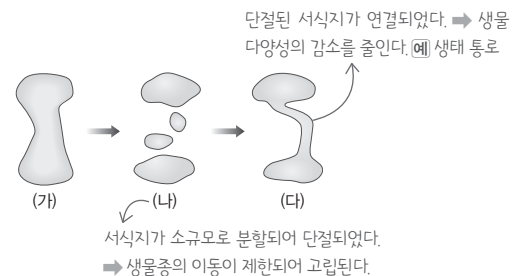 단절된 서식지가 연결되었다. ➡ 생물
다양성의 감소를 줄인다. 예 생태 통로
(가) (나) (다)
서식지가 소규모로 분할되어 단절되었다.
➡ 생물종의 이동이 제한되어 고립된다.